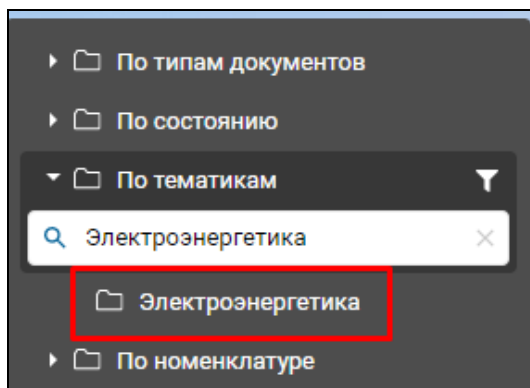 По типам документов
По состоянию
По тематикам
Электроэнергетика
Электроэнергетика
По номенклатуре